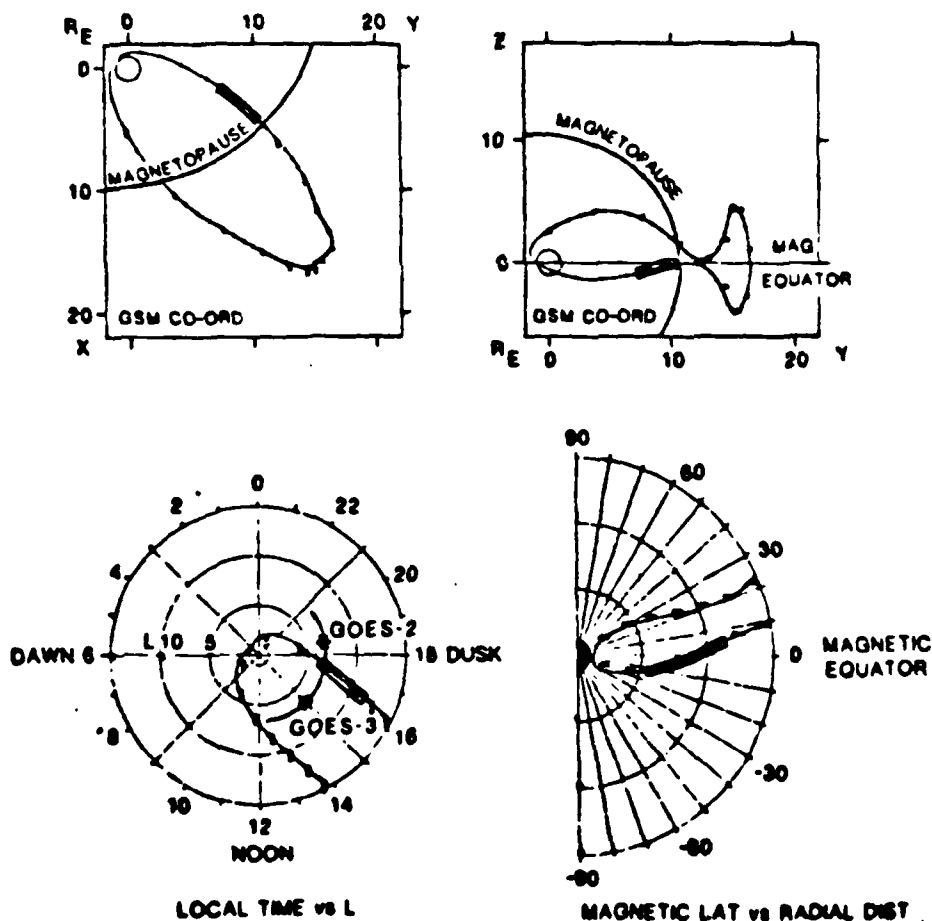 R_E 0 10 20 Y
0
MAGNETOPAUSE
10
20
GSM CO-ORD
X
Z
10
MAGNETOPAUSE
0
MAG
EQUATOR
GSM CO-ORD
R_E 0 10 20 Y
0
2 22
4 20
GOES-2
DAWN 6 L 10 5 18 DUSK
GOES-3
8 16
10 14
12
NOON
LOCAL TIME vs L
90
60
30
0 MAGNETIC
EQUATOR
-30
-60
-90
MAGNETIC LAT vs RADIAL DIST